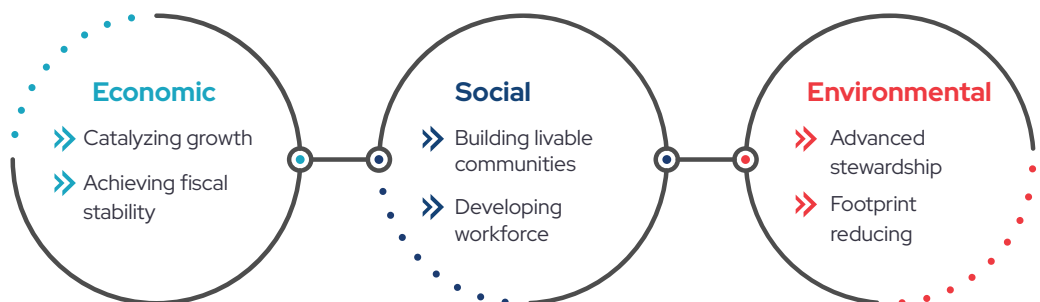 Economic
Catalyzing growth
Achieving fiscal
stability
Social
Building livable
communities
Developing
workforce
Environmental
Advanced
stewardship
Footprint
reducing